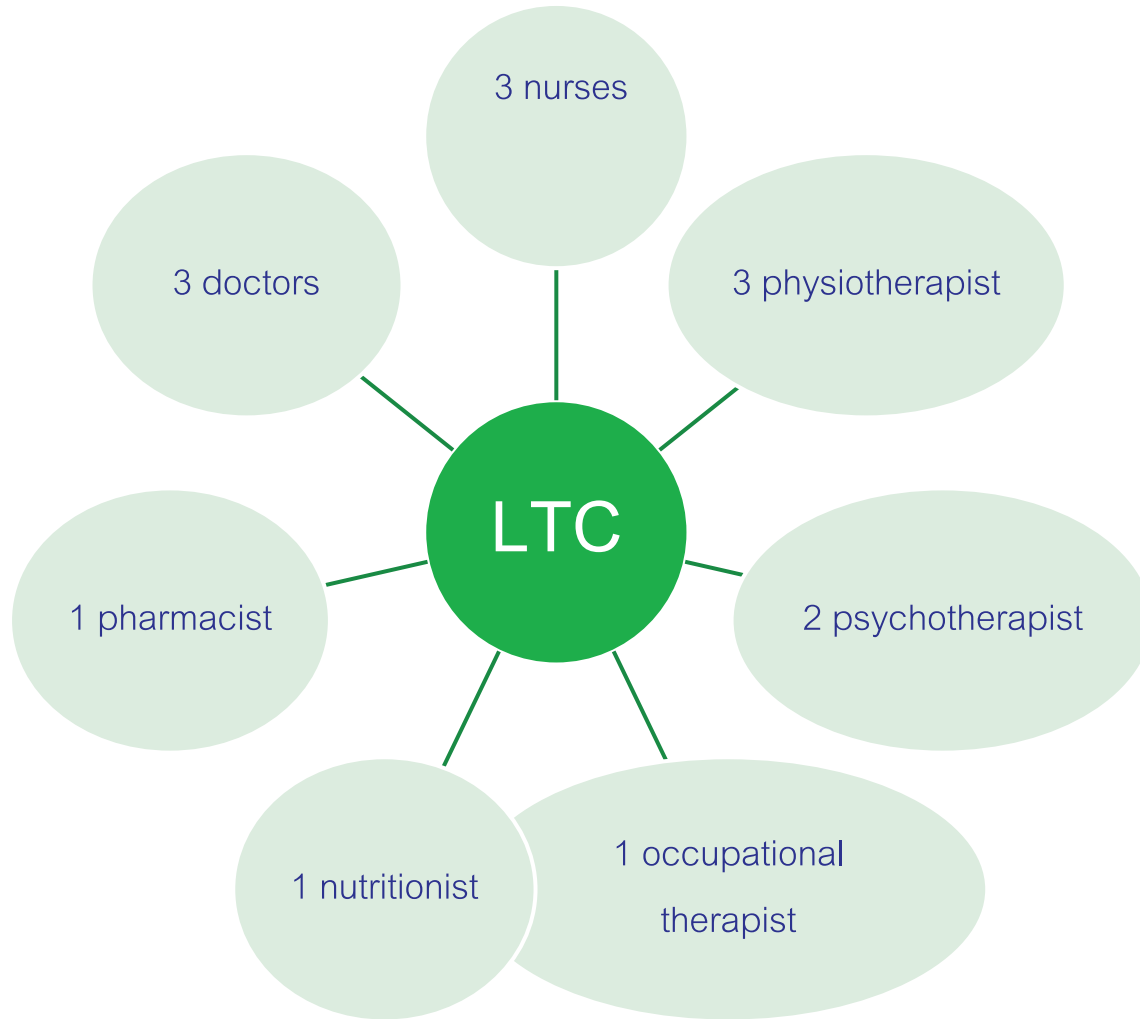 3 nurses
3 doctors
3 physiotherapist
LTC
1 pharmacist
2 psychotherapist
1 nutritionist
1 occupational
therapist